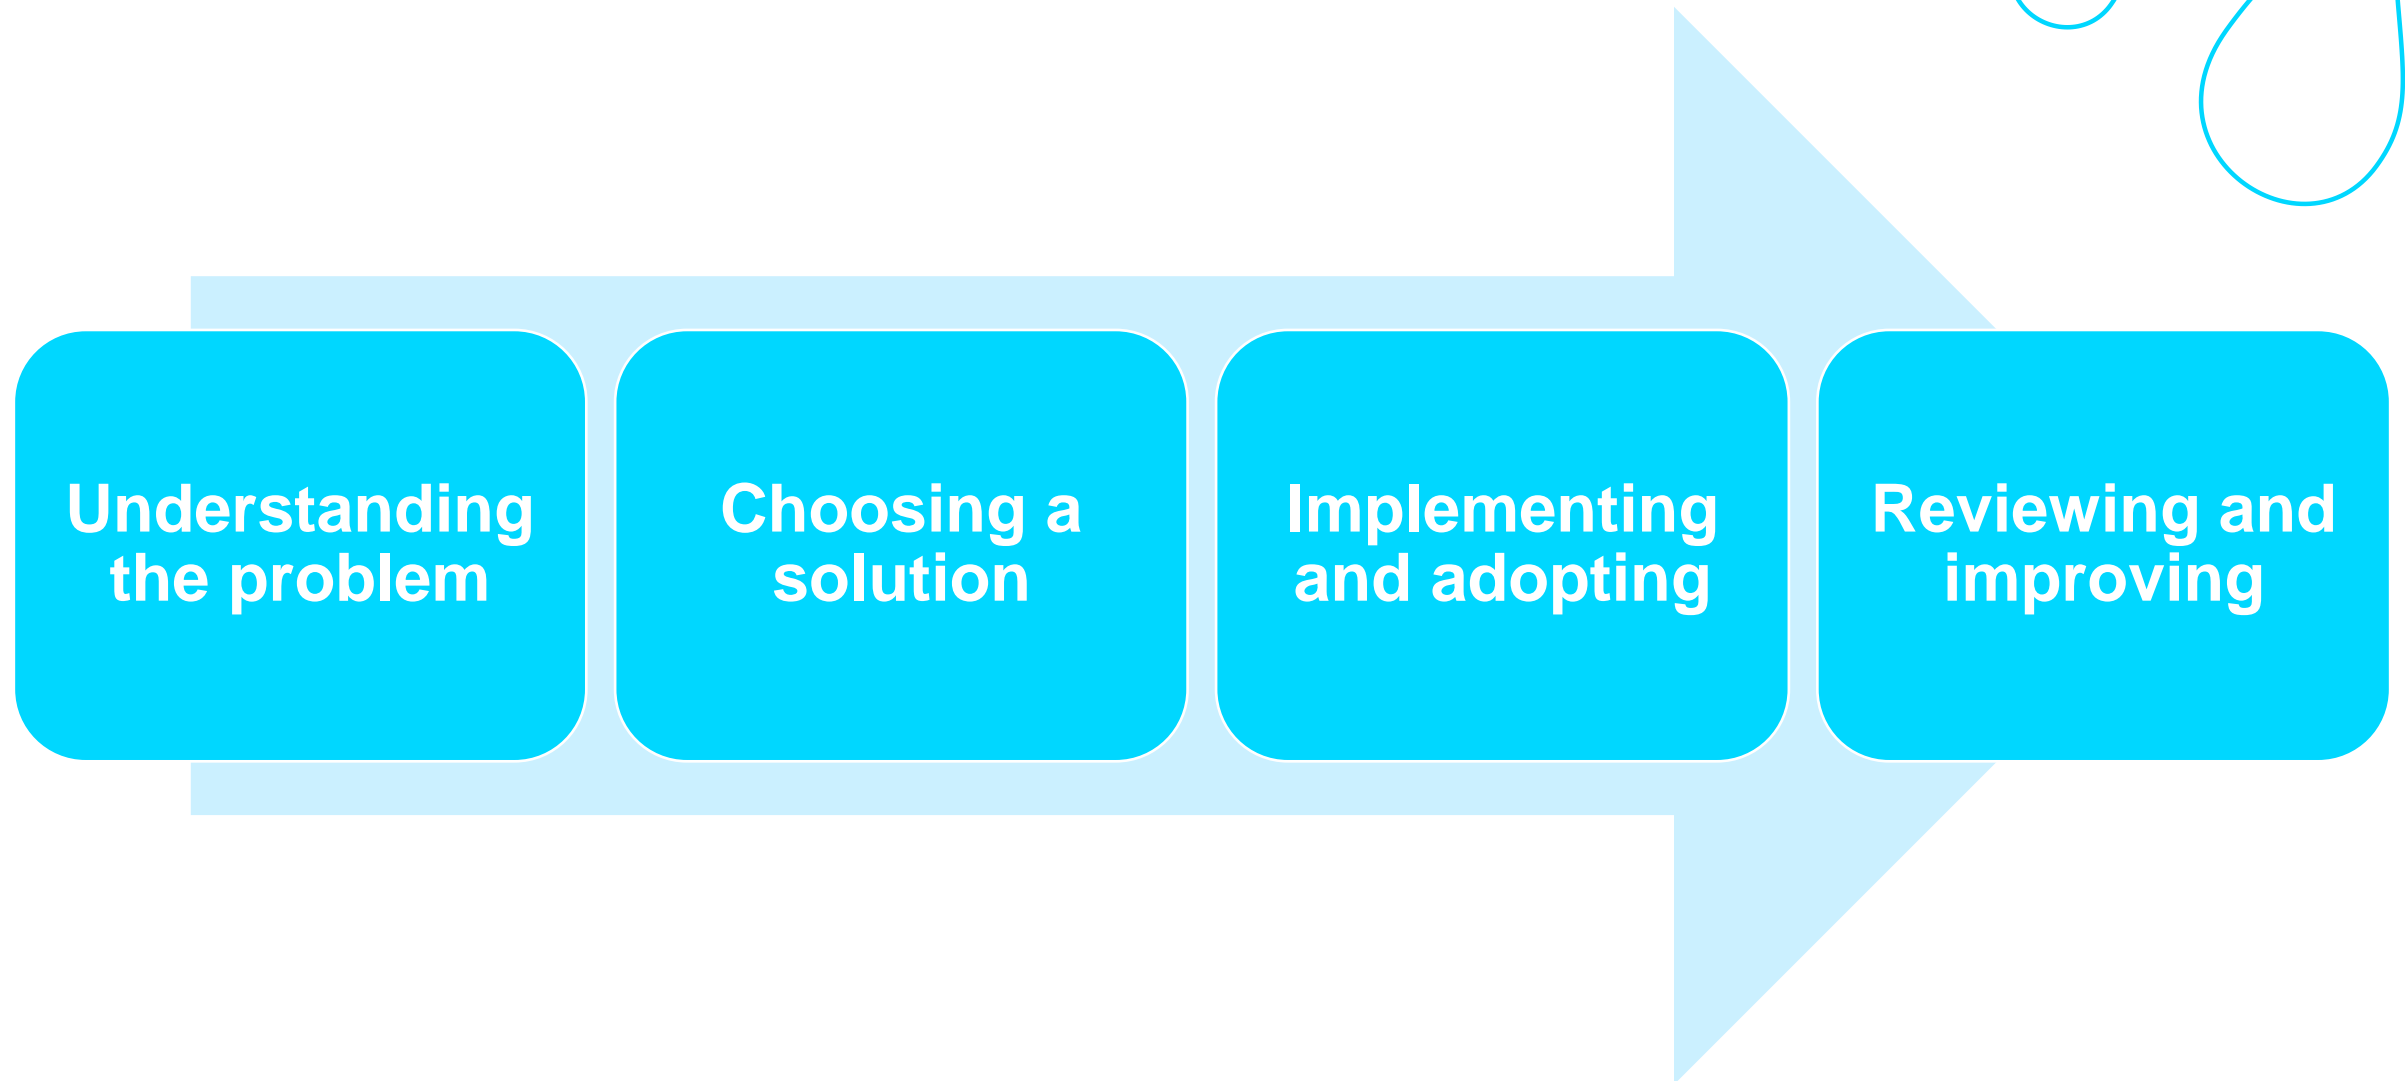 Understanding
the problem
Choosing a
solution
Implementing
and adopting
Reviewing and
improving